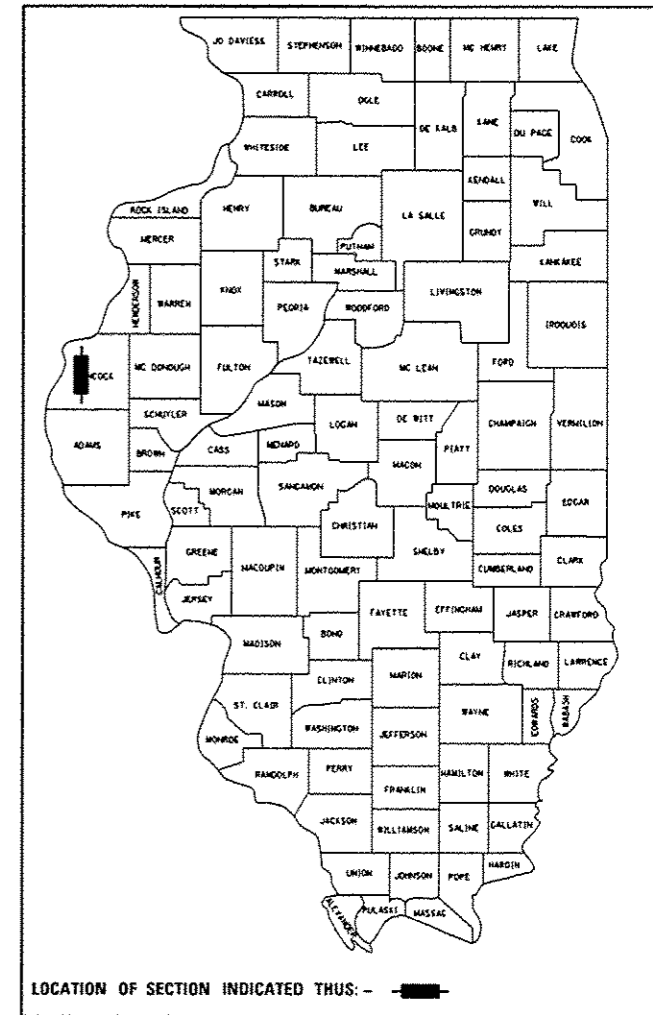 JO DAVIESS STEPHENSON WINNEBAGO BOONE MC HENRY LAKE
CARROLL OGLE DE KALB KANE DU PAGE COOK
WHITESIDE LEE KENDALL WILL
ROCK ISLAND HENRY BUREAU LA SALLE GRUNDY
MERCER PUTNAM KANKAKEE
STARK MARSHALL
HENDERSON WARREN KNOX PEORIA WOODFORD LIVINGSTON IROQUOIS
NCOCK MC DONOUGH FULTON TAZEWELL MC LEAN FORD
SCHUYLER MASON LOGAN DE WITT CHAMPAIGN VERMILION
ADAMS BROWN CASS MENARD MACON PIATT
MORGAN SANGAMON MOULTRIE DOUGLAS EDGAR
PIKE SCOTT CHRISTIAN COLES
GREENE MACOUPIN MONTGOMERY SHELBY CUMBERLAND CLARK
CALHOUN JERSEY FAYETTE EFFINGHAM JASPER CRAWFORD
MADISON BOND CLAY RICHLAND LAWRENCE
CLINTON MARION
ST. CLAIR WAYNE EDWARDS WABASH
MONROE WASHINGTON JEFFERSON
RANDOLPH PERRY FRANKLIN HAMILTON WHITE
JACKSON WILLIAMSON SALINE GALLATIN
UNION JOHNSON POPE HARDIN
ALEXANDER PULASKI MASSAC
LOCATION OF SECTION INDICATED THUS: -